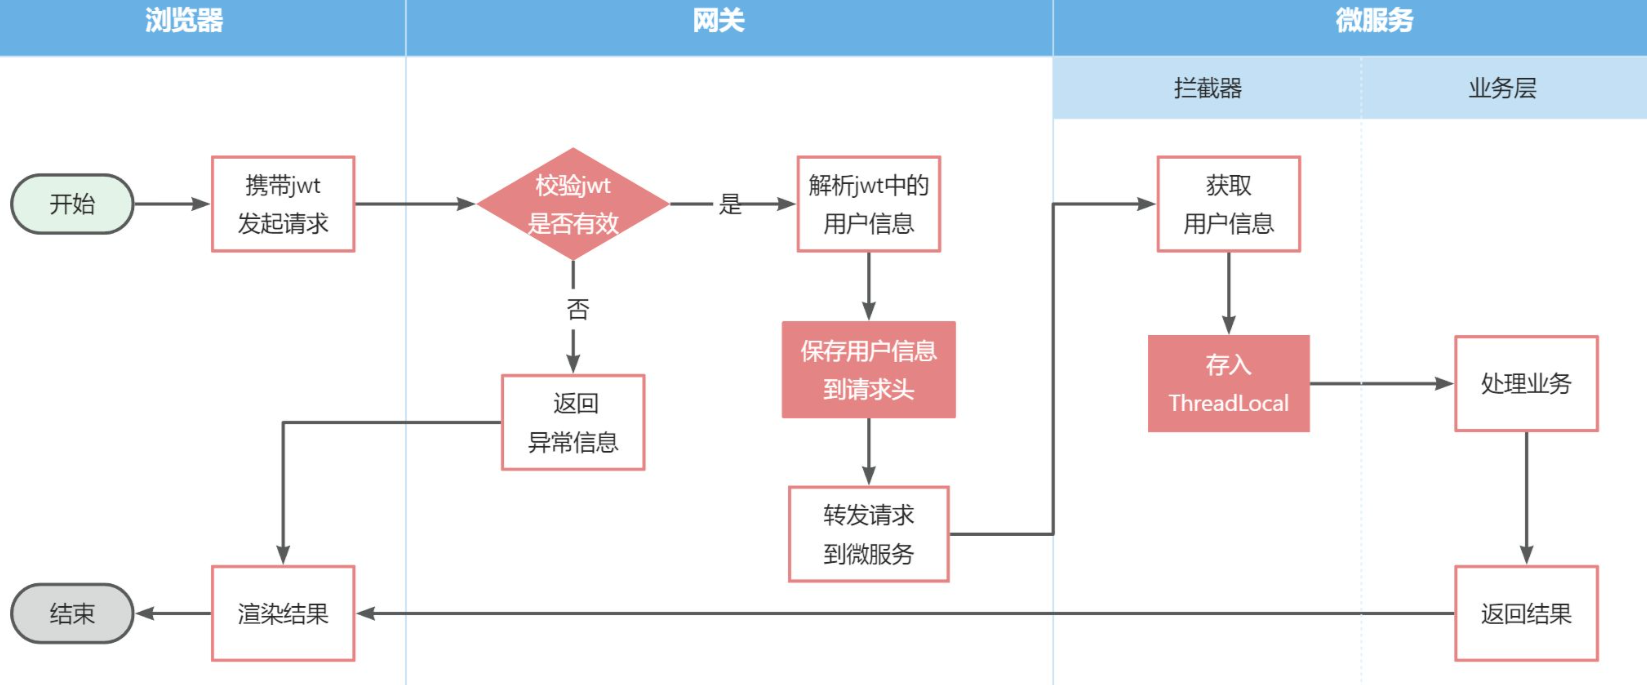 浏览器
网关
微服务
拦截器
业务层
开始
携带jwt
发起请求
校验jwt
是否有效
是
解析jwt中的
用户信息
获取
用户信息
否
保存用户信息
到请求头
存入
ThreadLocal
处理业务
返回
异常信息
转发请求
到微服务
结束
渲染结果
返回结果